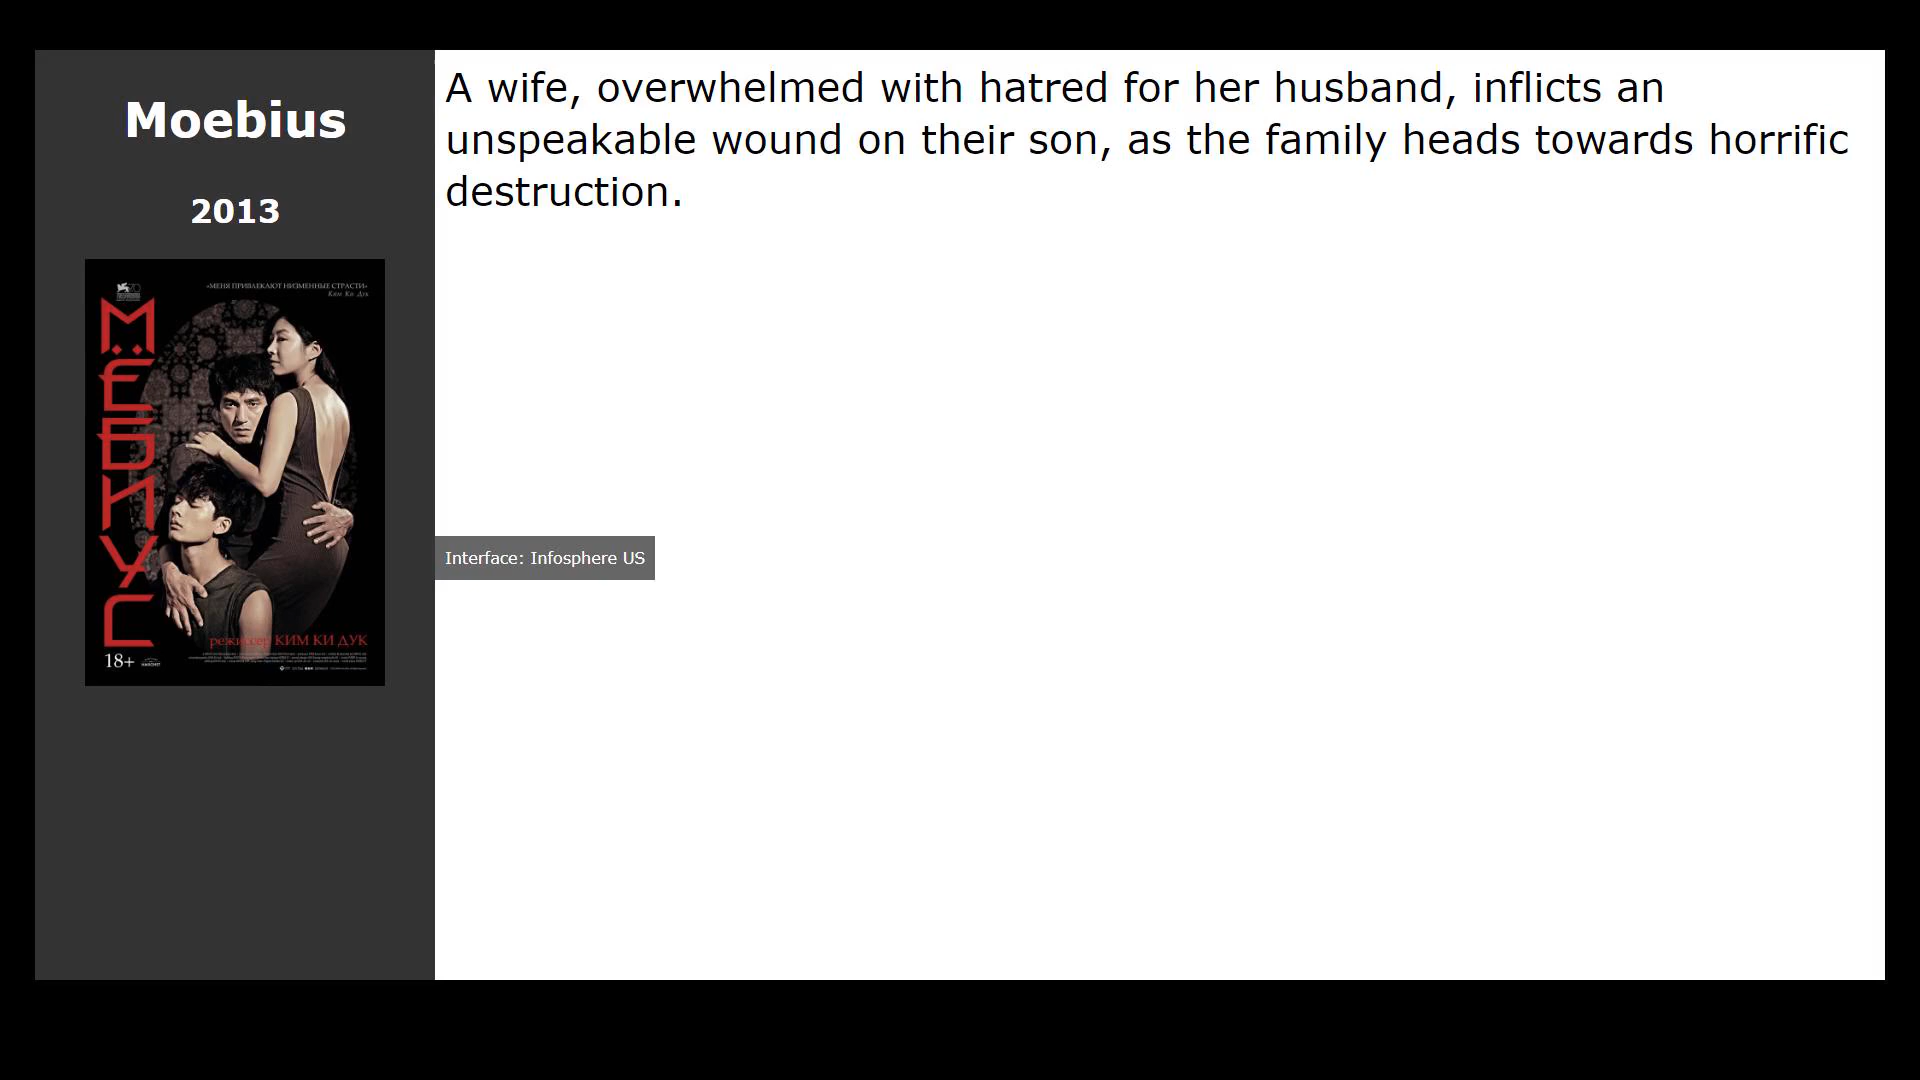 Moebius
2013
«МЕНЯ ПРИВЛЕКАЮТ НИЗМЕННЫЕ СТРАСТИ»
Ким Ки Дук
МЁБИУС
режиссер КИМ КИ ДУК
18+
A wife, overwhelmed with hatred for her husband, inflicts an
unspeakable wound on their son, as the family heads towards horrific
destruction.
Interface: Infosphere US